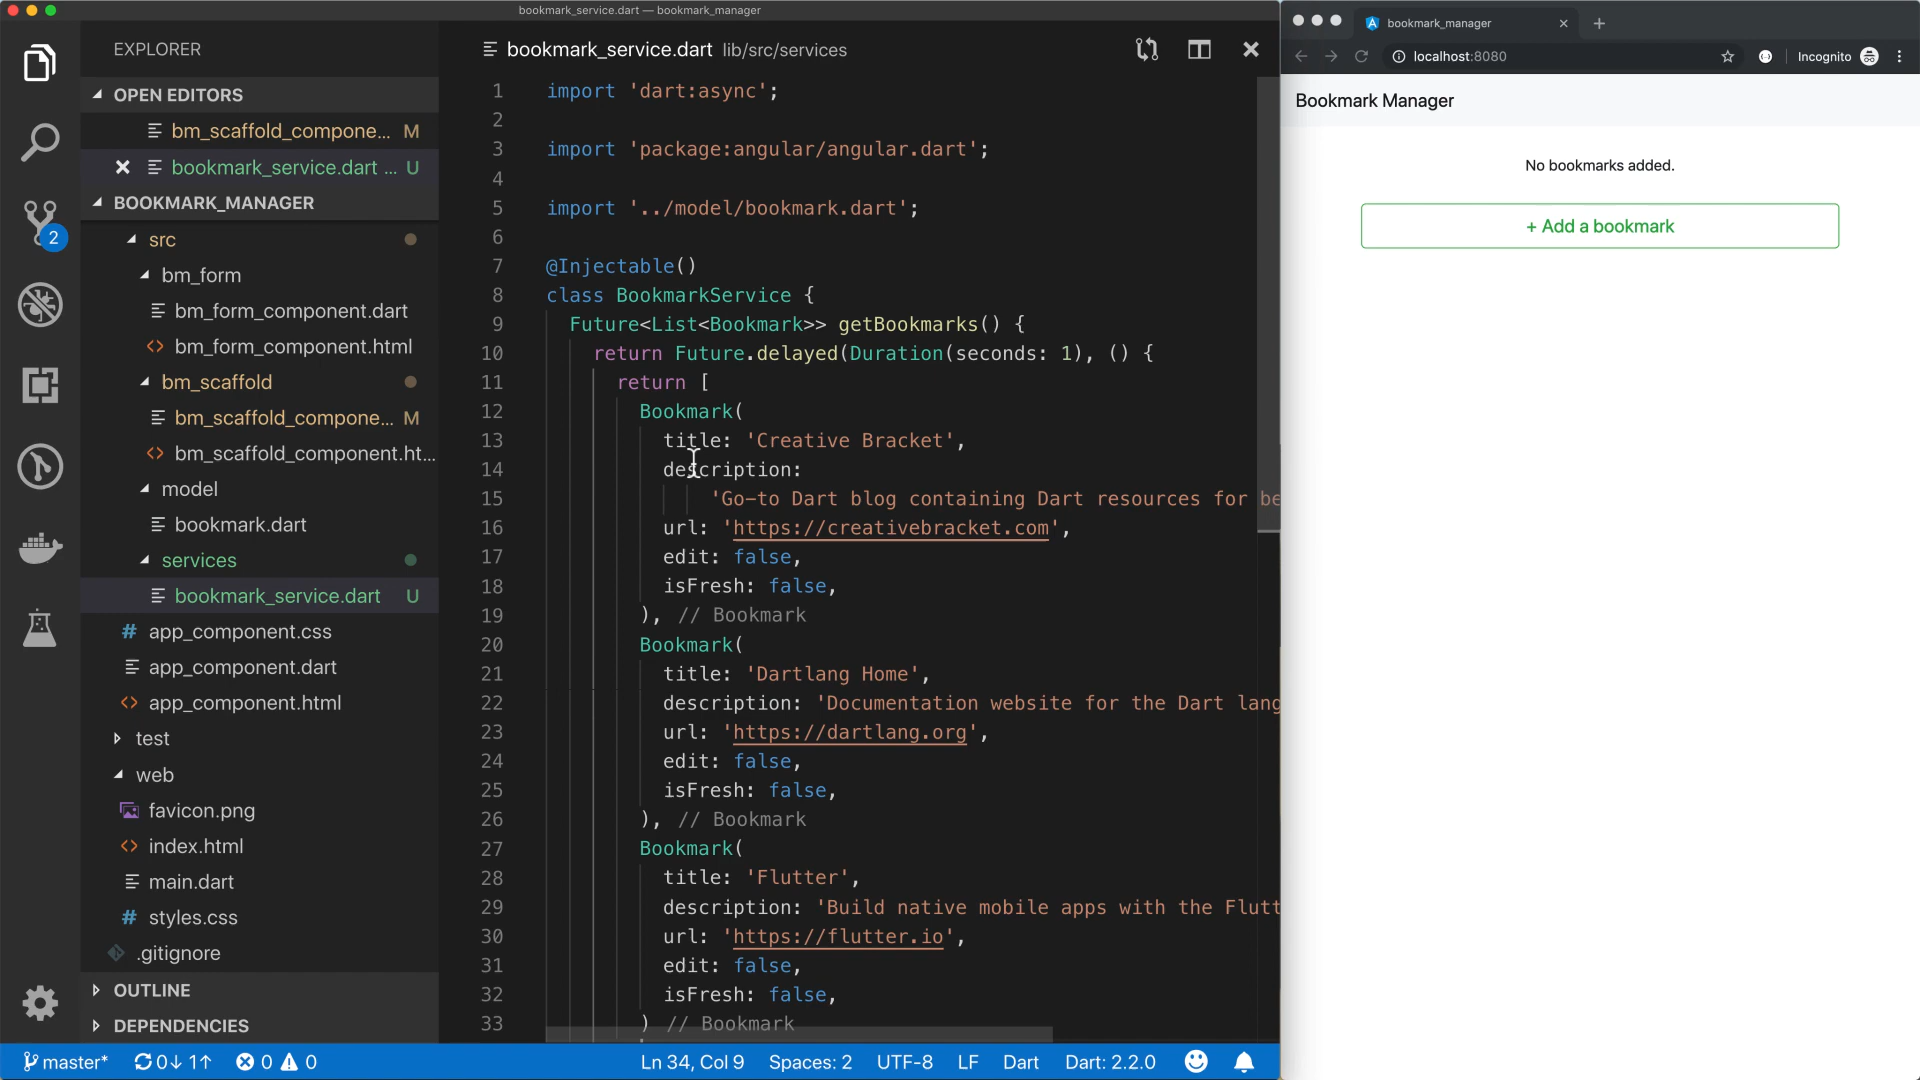 bookmark_service.dart — bookmark_manager
EXPLORER
OPEN EDITORS
bm_scaffold_compone... M
bookmark_service.dart ... U
BOOKMARK_MANAGER
src
bm_form
bm_form_component.dart
bm_form_component.html
bm_scaffold
bm_scaffold_compone... M
bm_scaffold_component.ht...
model
bookmark.dart
services
bookmark_service.dart U
app_component.css
app_component.dart
app_component.html
test
web
favicon.png
index.html
main.dart
styles.css
.gitignore
OUTLINE
DEPENDENCIES
2
bookmark_service.dart lib/src/services
1 import 'dart:async';
2
3 import 'package:angular/angular.dart';
4
5 import '../model/bookmark.dart';
6
7 @Injectable()
8 class BookmarkService {
9 Future<List<Bookmark>> getBookmarks() {
10 return Future.delayed(Duration(seconds: 1), () {
11 return [
12 Bookmark(
13 title: 'Creative Bracket',
14 description:
15 'Go-to Dart blog containing Dart resources for be
16 url: 'https://creativebracket.com',
17 edit: false,
18 isFresh: false,
19 ), // Bookmark
20 Bookmark(
21 title: 'Dartlang Home',
22 description: 'Documentation website for the Dart lang
23 url: 'https://dartlang.org',
24 edit: false,
25 isFresh: false,
26 ), // Bookmark
27 Bookmark(
28 title: 'Flutter',
29 description: 'Build native mobile apps with the Flutt
30 url: 'https://flutter.io',
31 edit: false,
32 isFresh: false,
33 ) // Bookmark
master* 0↓ 1↑ 0 0 Ln 34, Col 9 Spaces: 2 UTF-8 LF Dart Dart: 2.2.0
bookmark_manager
localhost:8080 Incognito
Bookmark Manager
No bookmarks added.
+ Add a bookmark